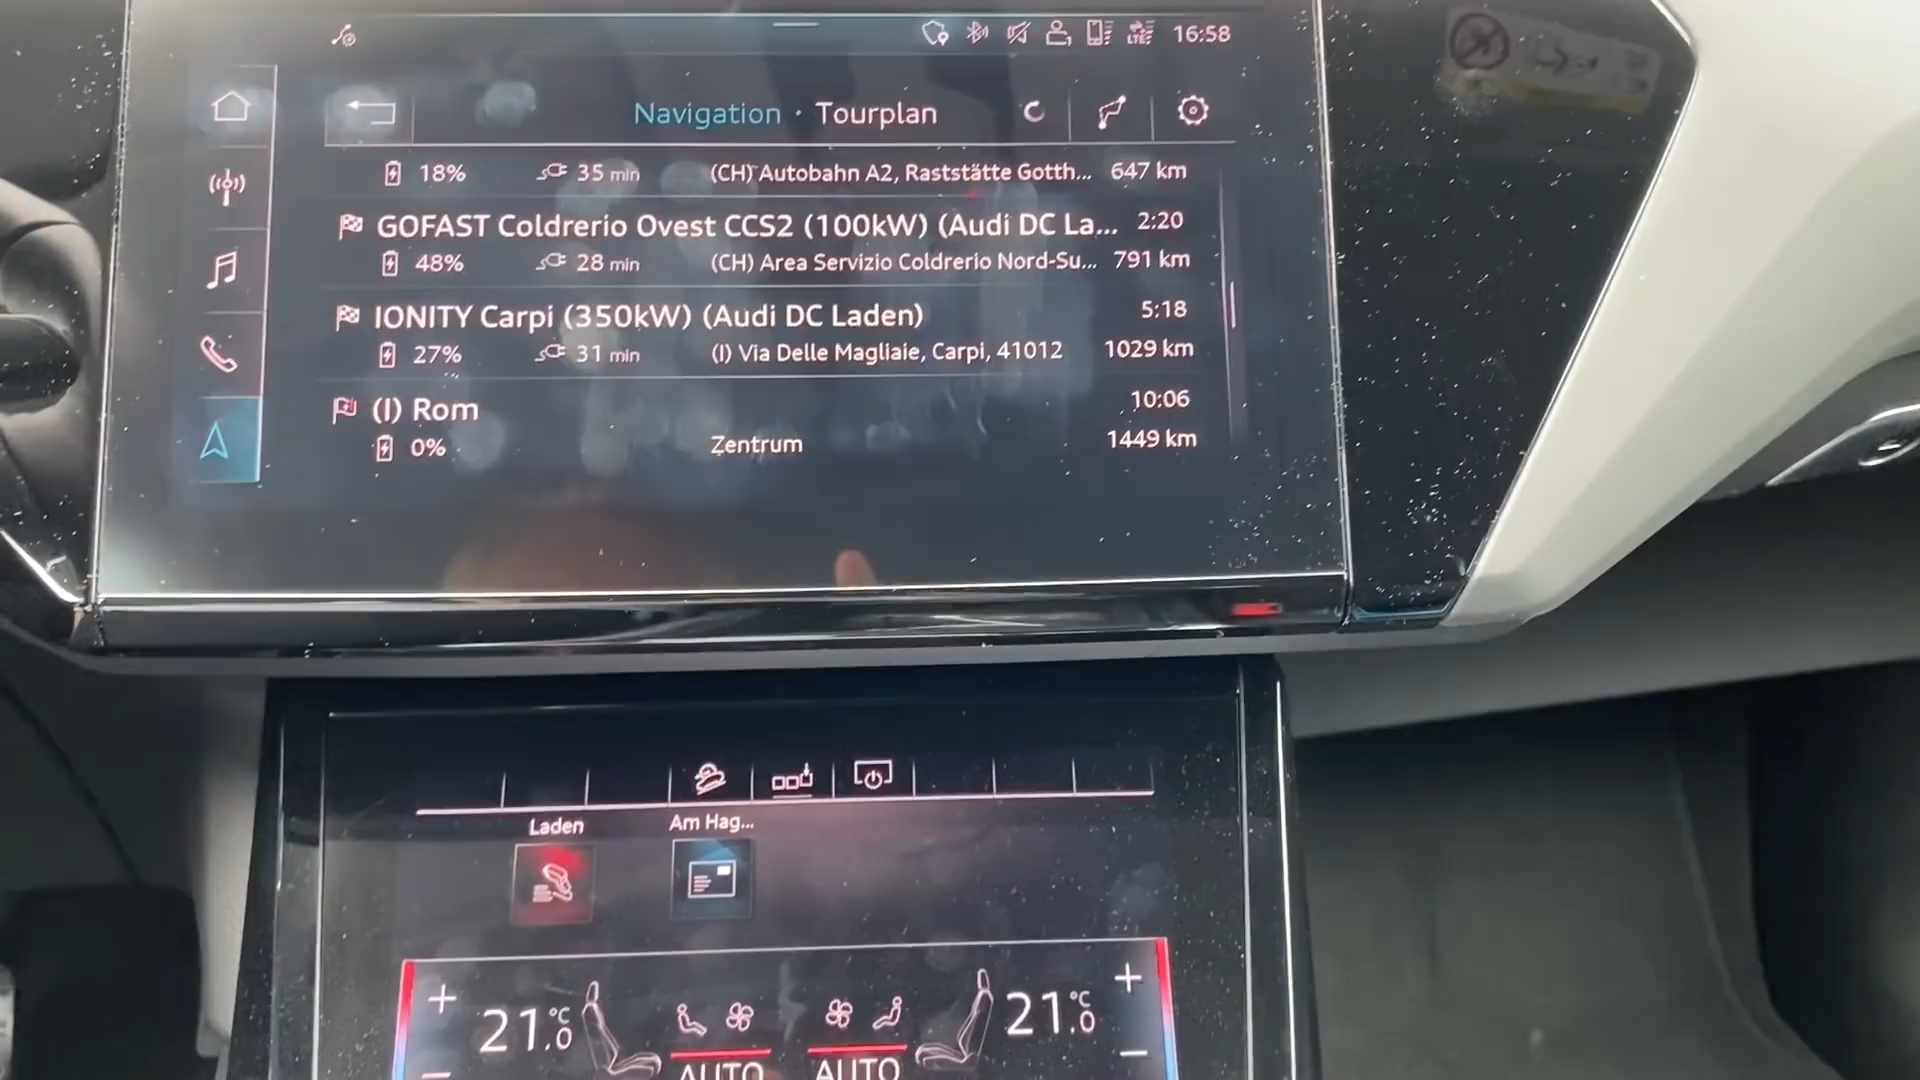 16:58
Navigation · Tourplan
18% 35 min (CH) Autobahn A2, Raststätte Gotth... 647 km
GOFAST Coldrerio Ovest CCS2 (100kW) (Audi DC La... 2:20
48% 28 min (CH) Area Servizio Coldrerio Nord-Su... 791 km
IONITY Carpi (350kW) (Audi DC Laden) 5:18
27% 31 min (I) Via Delle Magliaie, Carpi, 41012 1029 km
(I) Rom 10:06
0% Zentrum 1449 km
Laden Am Hag...
+ 21.0 °C 21.0 °C +
AUTO AUTO